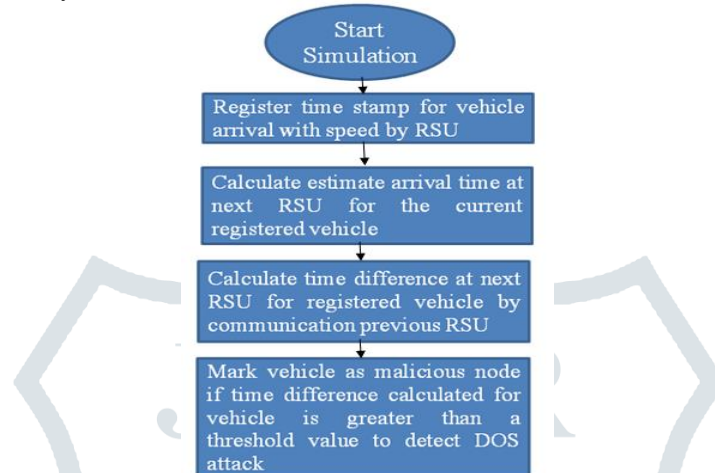 Start
Simulation
Register time stamp for vehicle
arrival with speed by RSU
Calculate estimate arrival time at
next RSU for the current
registered vehicle
Calculate time difference at next
RSU for registered vehicle by
communication previous RSU
Mark vehicle as malicious node
if time difference calculated for
vehicle is greater than a
threshold value to detect DOS
attack